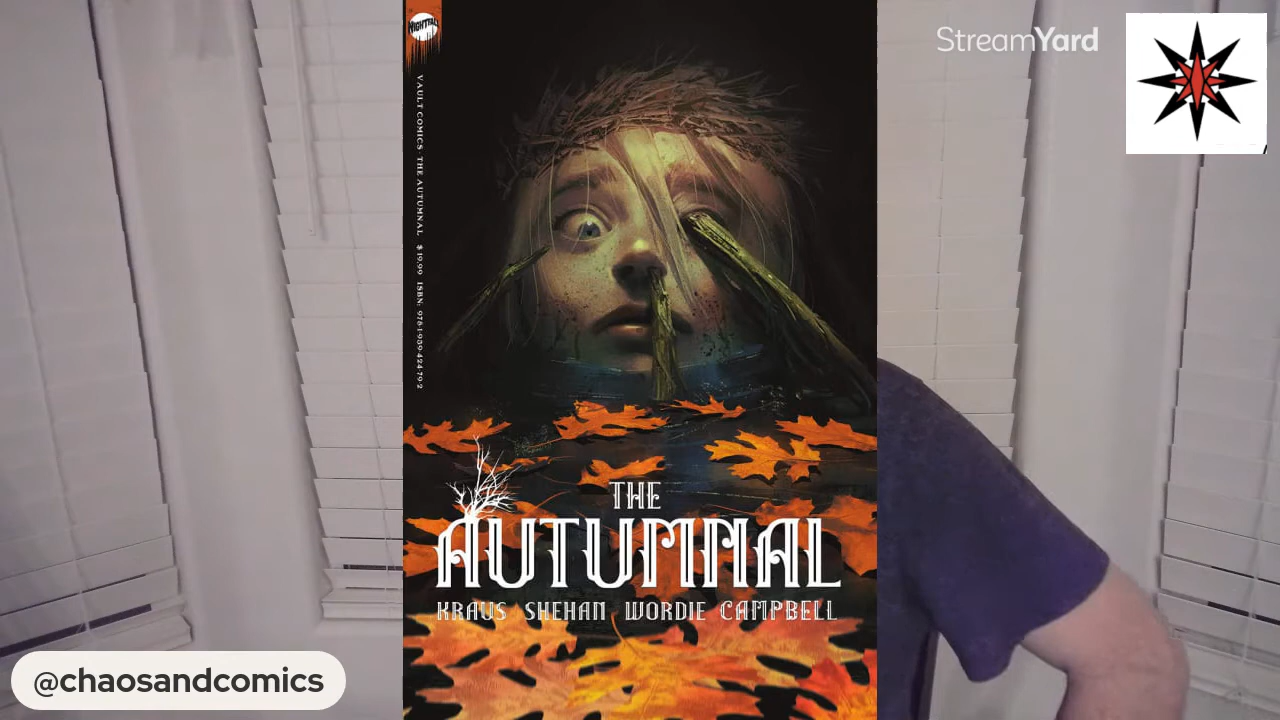 NIGHTFALL
StreamYard
VAULT COMICS · THE AUTUMNAL $19.99 ISBN: 978-1-939424-79-2
THE
AUTUMNAL
KRAUS SHEHAN WORDIE CAMPBELL
@chaosandcomics